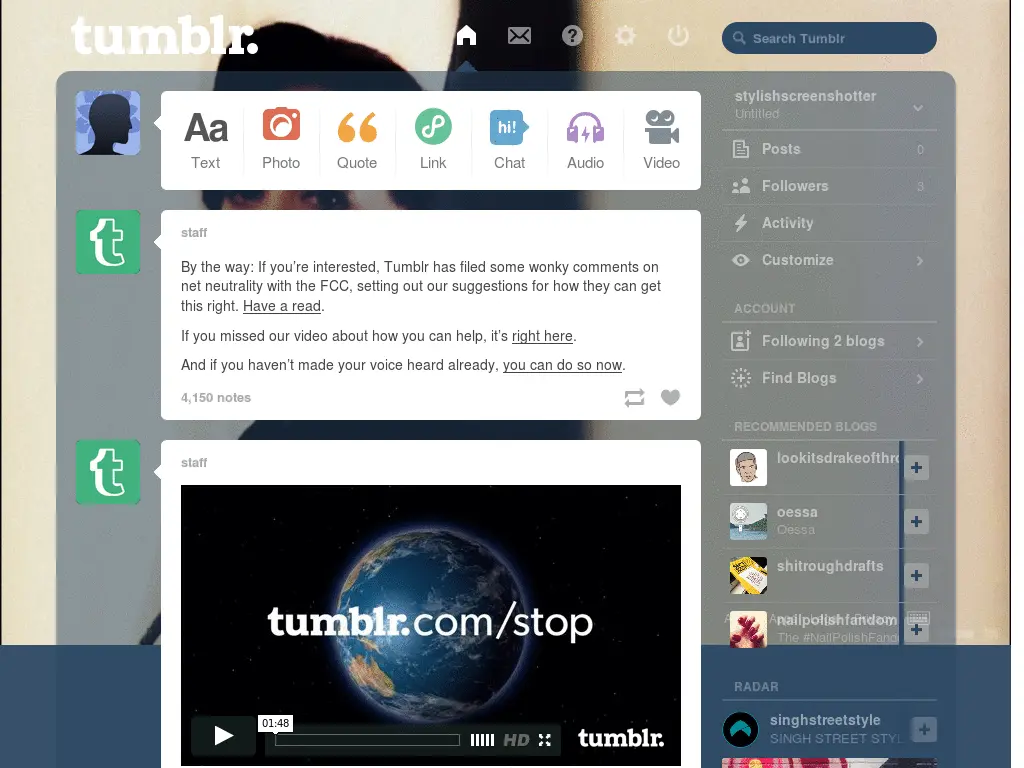 tumblr.
Search Tumblr
Aa
Text
Photo
Quote
Link
hi!
Chat
Audio
Video
stylishscreenshotter
Untitled
Posts 0
Followers 3
Activity
Customize
ACCOUNT
Following 2 blogs
Find Blogs
RECOMMENDED BLOGS
lookitsdrakeofthro
oessa
Oessa
shitroughdrafts
nailpolishfandom
The #NailPolishFand
RADAR
singhstreetstyle
SINGH STREET STYL
t
staff
By the way: If you’re interested, Tumblr has filed some wonky comments on
net neutrality with the FCC, setting out our suggestions for how they can get
this right. Have a read.
If you missed our video about how you can help, it’s right here.
And if you haven’t made your voice heard already, you can do so now.
4,150 notes
t
staff
tumblr.com/stop
01:48
HD
tumblr.